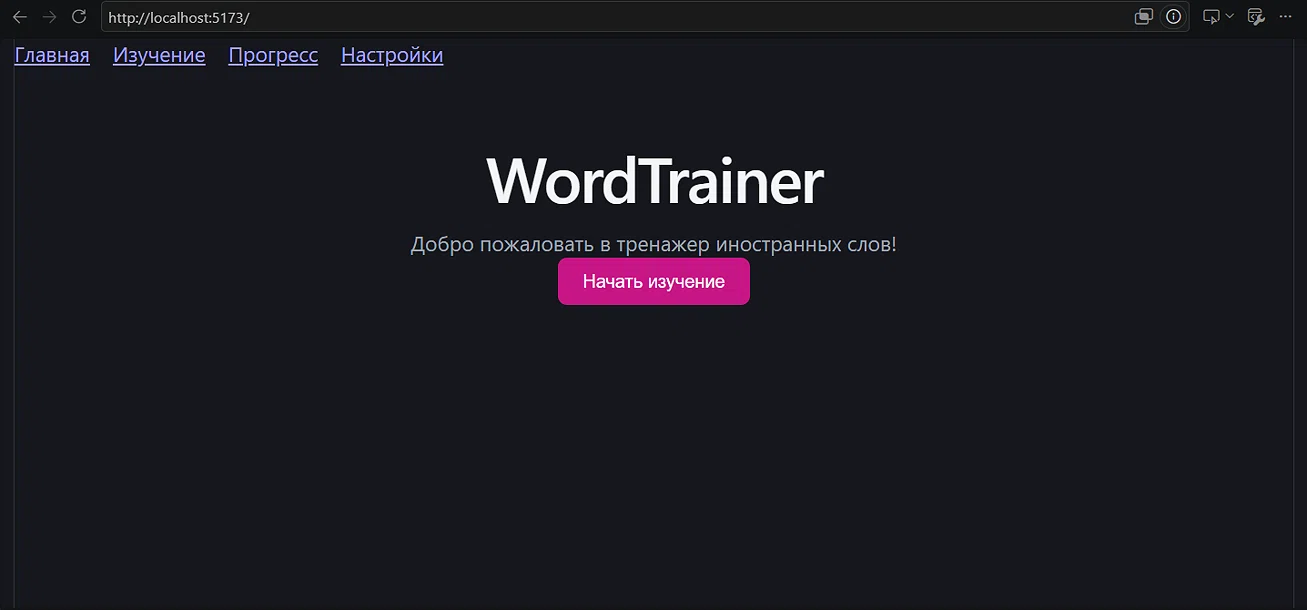 http://localhost:5173/
Главная Изучение Прогресс Настройки
WordTrainer
Добро пожаловать в тренажер иностранных слов!
Начать изучение